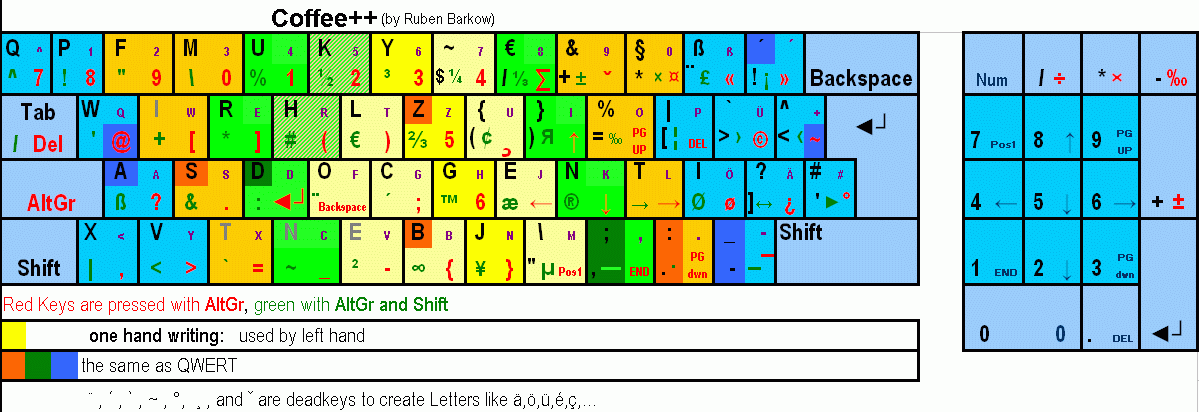 Coffee++ (by Ruben Barkow)
Q ^ P 1 F 2 M 3 U 4 K 5 Y 6 ~ 7 € 8 & 9 § 0 ß ß ´ ´ Backspace Num / ÷ * × - ‰
^ 7 ! 8 " 9 \ 0 % 1 ½ 2 ³ 3 $ ¼ 4 / ⅓ ∑ + ± ˇ * × ¤ ¨ £ « ! ¡ »
Tab W Q I W R E H R L T Z Z { U } I % O | P ` Ü ^ +
/ Del ' @ + [ * ] # ( € ) ⅔ 5 ( ¢ ¸ ) Я ↑ = ‰ PG UP [ ¦ DEL > › © < ‹ ~ 7 Pos1 8 ↑ 9 PG UP
A A S S D D O F C G G H E J N K T L I Ö ? Ä # #
AltGr ß ? & . : ◄┘ ¨ Backspace ´ ; ™ 6 æ ← ® ↓ → → Ø ø ] ↔ ¿ ' ► ° 4 ← 5 ↓ 6 → + ±
X < V Y T X N C E V B B J N \ M ; , : . _ - Shift
Shift | , < > ` = ~ _ ² - ∞ { ¥ } " µ Pos1 , — END . · PG dwn - — 1 END 2 ↓ 3 PG dwn
Red Keys are pressed with AltGr, green with AltGr and Shift
one hand writing: used by left hand
0 0 . DEL ◄┘
the same as QWERT
¨ , ´ , ` , ~ , °, ¸ , and ˇ are deadkeys to create Letters like ä,ö,ü,é,ç,...